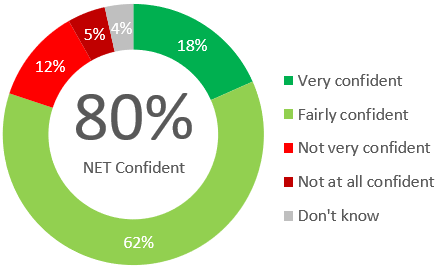 18%
62%
12%
5%
4%
80%
NET Confident
Very confident
Fairly confident
Not very confident
Not at all confident
Don't know